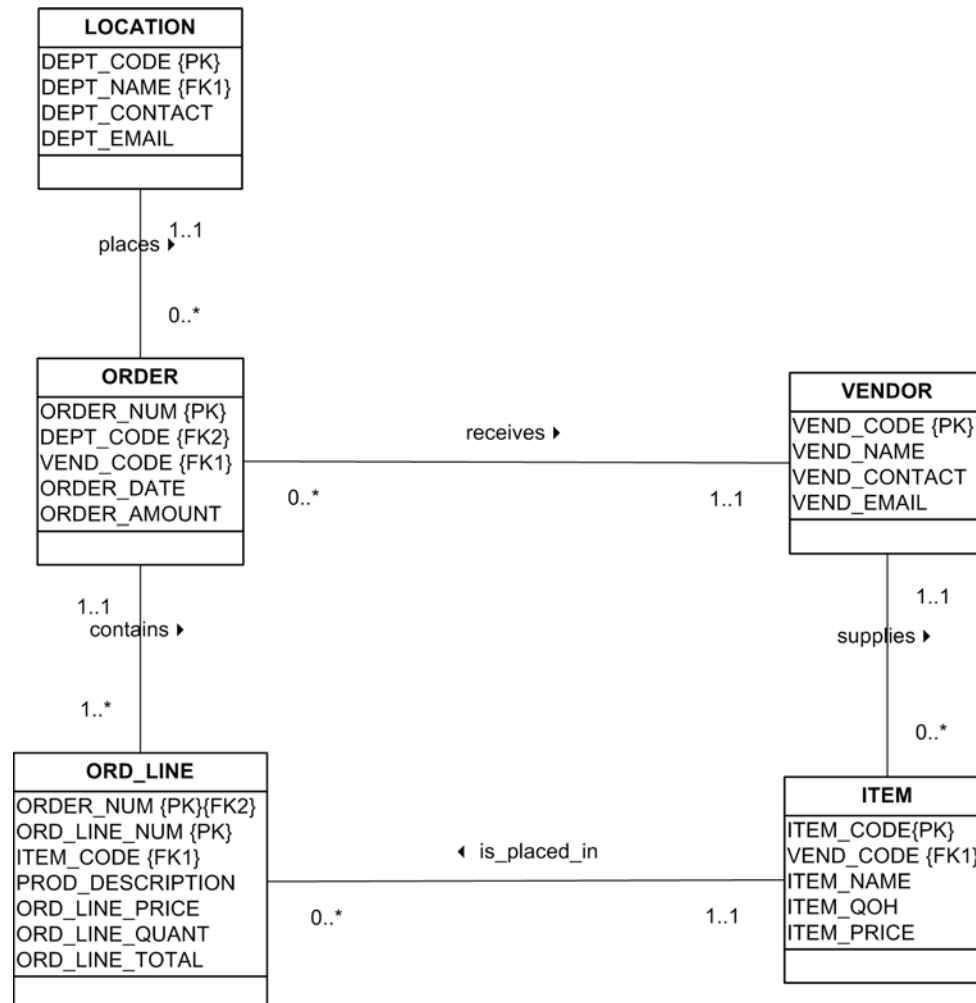 LOCATION
DEPT_CODE {PK}
DEPT_NAME {FK1}
DEPT_CONTACT
DEPT_EMAIL
1..1
places
0..*
ORDER
ORDER_NUM {PK}
DEPT_CODE {FK2}
VEND_CODE {FK1}
ORDER_DATE
ORDER_AMOUNT
receives
0..*
1..1
VENDOR
VEND_CODE {PK}
VEND_NAME
VEND_CONTACT
VEND_EMAIL
1..1
contains
1..*
1..1
supplies
0..*
ORD_LINE
ORDER_NUM {PK}{FK2}
ORD_LINE_NUM {PK}
ITEM_CODE {FK1}
PROD_DESCRIPTION
ORD_LINE_PRICE
ORD_LINE_QUANT
ORD_LINE_TOTAL
is_placed_in
0..*
1..1
ITEM
ITEM_CODE{PK}
VEND_CODE {FK1}
ITEM_NAME
ITEM_QOH
ITEM_PRICE